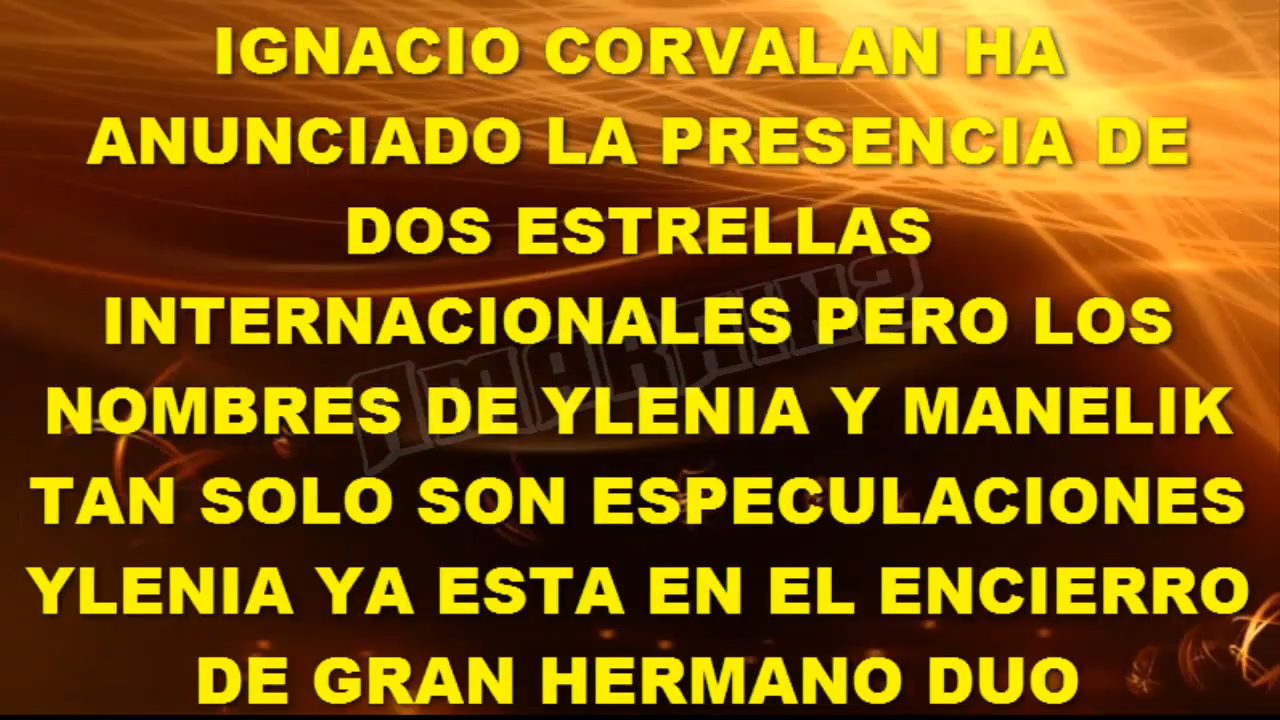 IGNACIO CORVALAN HA
ANUNCIADO LA PRESENCIA DE
DOS ESTRELLAS
INTERNACIONALES PERO LOS
NOMBRES DE YLENIA Y MANELIK
TAN SOLO SON ESPECULACIONES
YLENIA YA ESTA EN EL ENCIERRO
DE GRAN HERMANO DUO